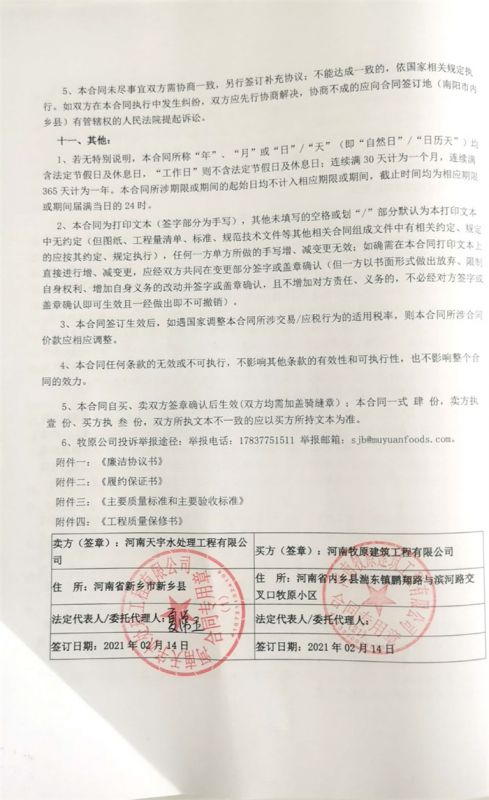 5、本合同未尽事宜双方需协商一致，另行签订补充协议；不能达成一致的，依国家相关规定执
行。如双方在本合同执行中发生纠纷，双方应先行协商解决，协商不成的应向合同签订地（南阳市内
乡县）有管辖权的人民法院提起诉讼。
十一、其他：
1、若无特别说明，本合同所称“年”、“月”或“日”/“天”（即“自然日”/“日历天”）均
含法定节假日及休息日，“工作日”则不含法定节假日及休息日；连续满 30 天计为一个月，连续满
365 天计为一年。本合同所涉期限或期间的起始日均不计入相应期限或期间，截止时间均为相应期限
或期间届满当日的 24 时。
2、本合同为打印文本（签字部分为手写），其他未填写的空格或划“/”部分默认为本打印文本
中无约定（但图纸、工程量清单、标准、规范技术文件等其他相关合同组成文件中有相关约定、规定
的应按其约定、规定执行），任何一方单方所做的手写增、减变更无效；如确需在本合同打印文本上
直接进行增、减变更，应经双方共同在变更部分签字或盖章确认（但一方以书面形式做出放弃、限制
自身权利、增加自身义务的改动并签字或盖章确认，且不增加对方责任、义务的，不必经对方签字或
盖章确认即可生效且一经做出即不可撤销）。
3、本合同签订生效后，如遇国家调整本合同所涉交易/应税行为的适用税率，则本合同所涉合同
价款应相应调整。
4、本合同任何条款的无效或不可执行，不影响其他条款的有效性和可执行性，也不影响整个合
同的效力。
5、本合同自买、卖双方签章确认后生效(双方均需加盖骑缝章)；本合同一式 肆 份，卖方执
壹 份、买方执 叁 份，双方所执文本不一致的应以买方所持文本为准。
6、牧原公司投诉举报途径：举报电话：17837751511 举报邮箱：sjb@muyuanfoods.com。
附件一：《廉洁协议书》
附件二：《履约保证书》
附件三：《主要质量标准和主要验收标准》
附件四：《工程质量保修书》
卖方（签章）：河南天宇水处理工程有限公
司
买方（签章）：河南牧原建筑工程有限公司
住 所：河南省新乡市新乡县
住 所：河南省内乡县湍东镇鹏翔路与滨河路交
叉口牧原小区
法定代表人/委托代理人：
法定代表人/委托代理人：
签订日期：2021 年 02 月 14 日
签订日期：2021 年 02 月 14 日
河南天宇水处理工程有限公司
合同专用章
(1)
河南牧原建筑工程有限公司
合同专用章